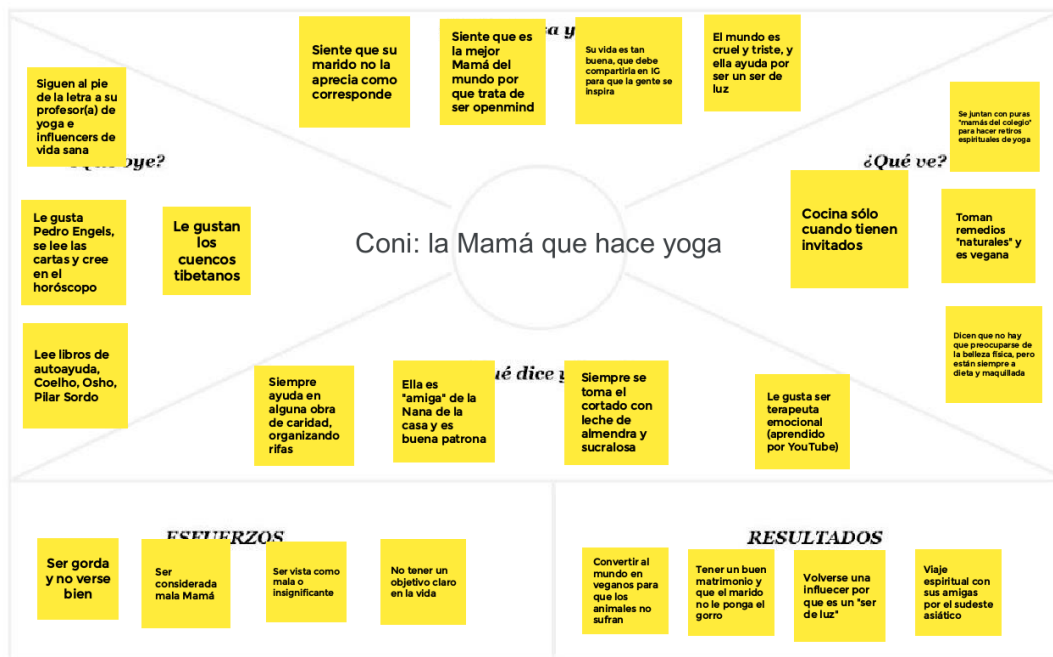 Siente que su
marido no la
aprecia como
corresponde
Siente que es
la mejor
Mamá del
mundo por
que trata de
ser openmind
a y
Su vida es tan
buena, que debe
compartirla en IG
para que la gente se
inspira
El mundo es
cruel y triste, y
ella ayuda por
ser un ser de
luz
Siguen al pie
de la letra a su
profesor(a) de
yoga e
influencers de
vida sana
oye?
Le gusta
Pedro Engels,
se lee las
cartas y cree
en el
horóscopo
Le gustan
los
cuencos
tibetanos
Lee libros de
autoayuda,
Coelho, Osho,
Pilar Sordo
Coni: la Mamá que hace yoga
¿Qué ve?
Se juntan con puras
"mamás del colegio"
para hacer retiros
espirituales de yoga
Cocina sólo
cuando tienen
invitados
Toman
remedios
"naturales" y
es vegana
Dicen que no hay
que preocuparse de
la belleza física, pero
están siempre a
dieta y maquillada
ué dice y
Siempre
ayuda en
alguna obra
de caridad,
organizando
rifas
Ella es
"amiga" de la
Nana de la
casa y es
buena patrona
Siempre se
toma el
cortado con
leche de
almendra y
sucralosa
Le gusta ser
terapeuta
emocional
(aprendido
por YouTube)
ESFUERZOS
Ser gorda
y no verse
bien
Ser
considerada
mala Mamá
Ser vista como
mala o
insignificante
No tener un
objetivo claro
en la vida
RESULTADOS
Convertir al
mundo en
veganos para
que los
animales no
sufran
Tener un buen
matrimonio y
que el marido
no le ponga el
gorro
Volverse una
influecer por
que es un "ser
de luz"
Viaje
espiritual con
sus amigas
por el sudeste
asiático